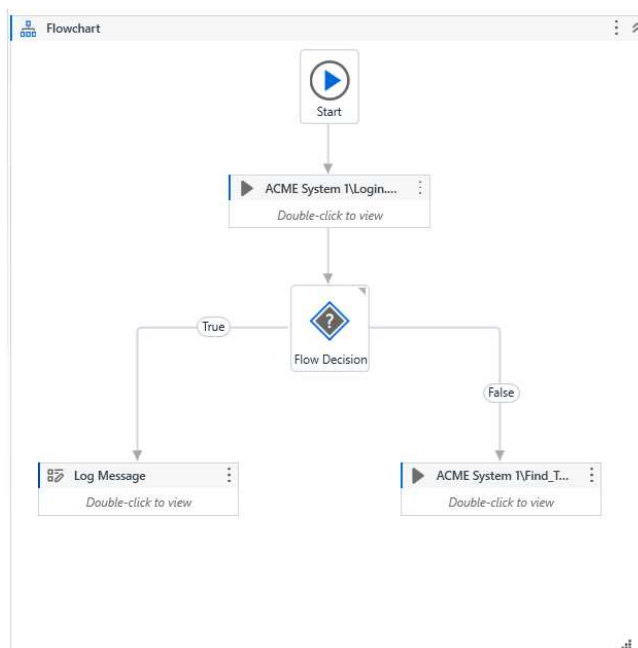 Flowchart
Start
ACME System 1\Login....
Double-click to view
True
Flow Decision
False
Log Message
Double-click to view
ACME System 1\Find_T...
Double-click to view